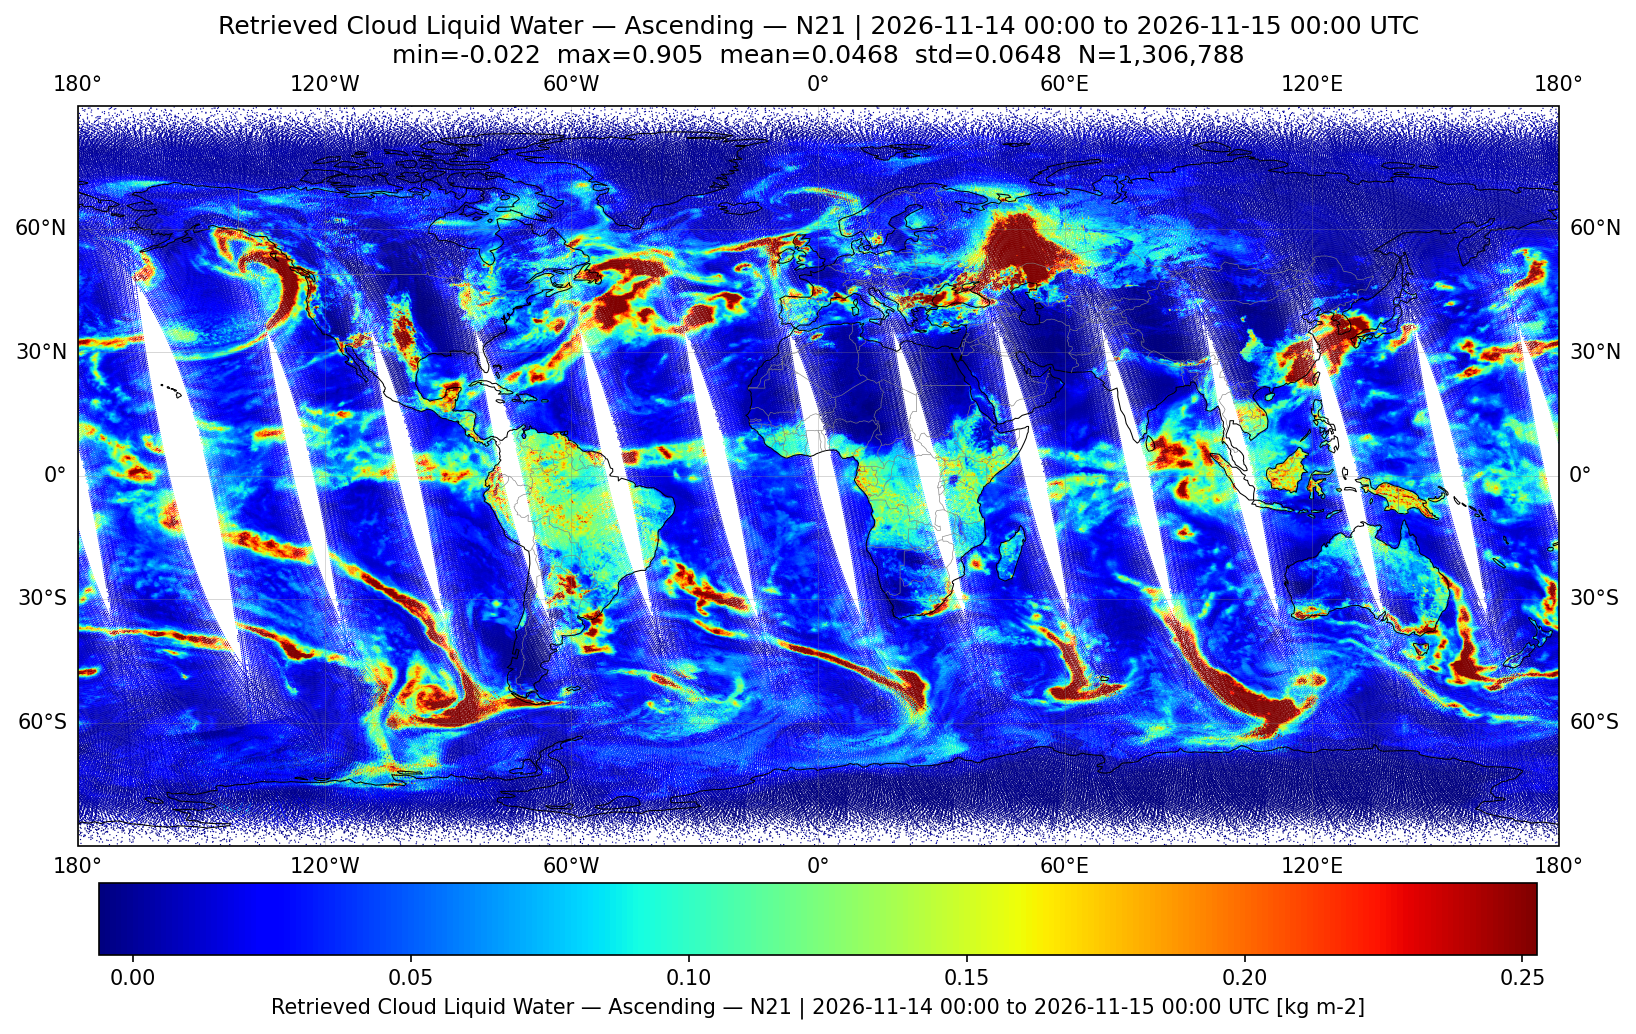 Retrieved Cloud Liquid Water — Ascending — N21 | 2026-11-14 00:00 to 2026-11-15 00:00 UTC
min=-0.022 max=0.905 mean=0.0468 std=0.0648 N=1,306,788
180° 120°W 60°W 0° 60°E 120°E 180°
60°N 60°N
30°N 30°N
0° 0°
30°S 30°S
60°S 60°S
180° 120°W 60°W 0° 60°E 120°E 180°
0.00 0.05 0.10 0.15 0.20 0.25
Retrieved Cloud Liquid Water — Ascending — N21 | 2026-11-14 00:00 to 2026-11-15 00:00 UTC [kg m-2]